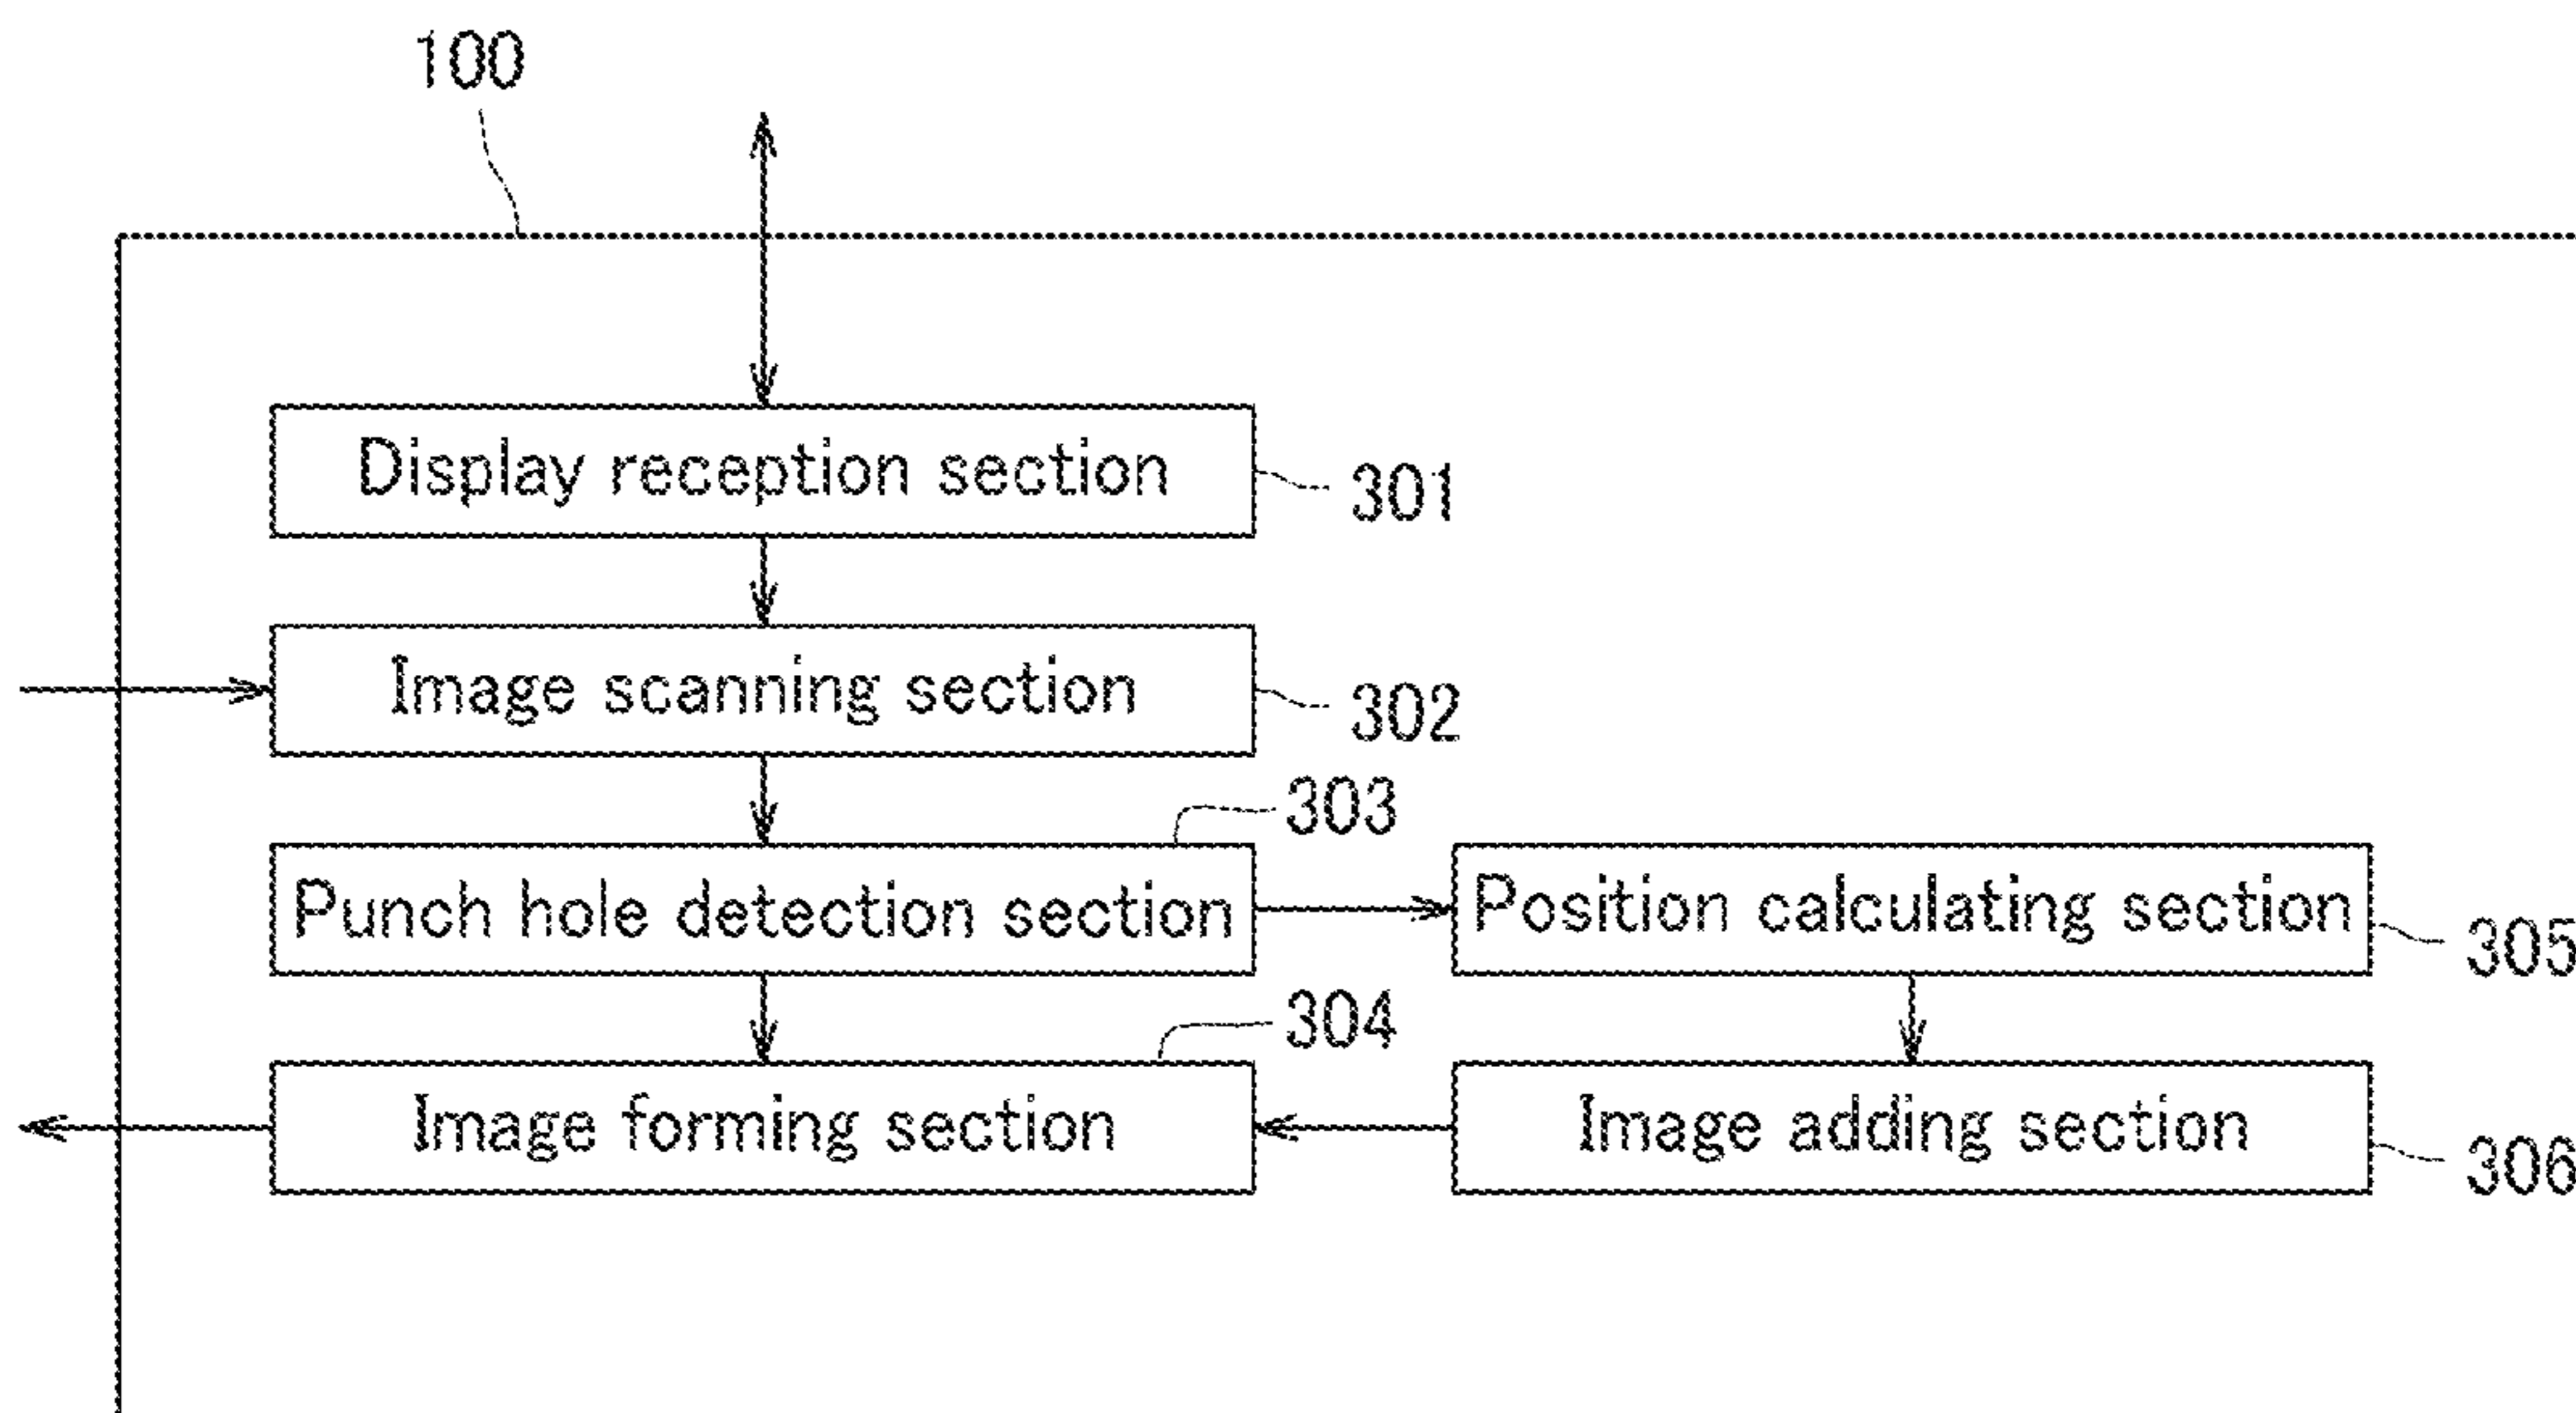 100
Display reception section
301
Image scanning section
302
303
Punch hole detection section
Position calculating section
305
304
Image forming section
Image adding section
306